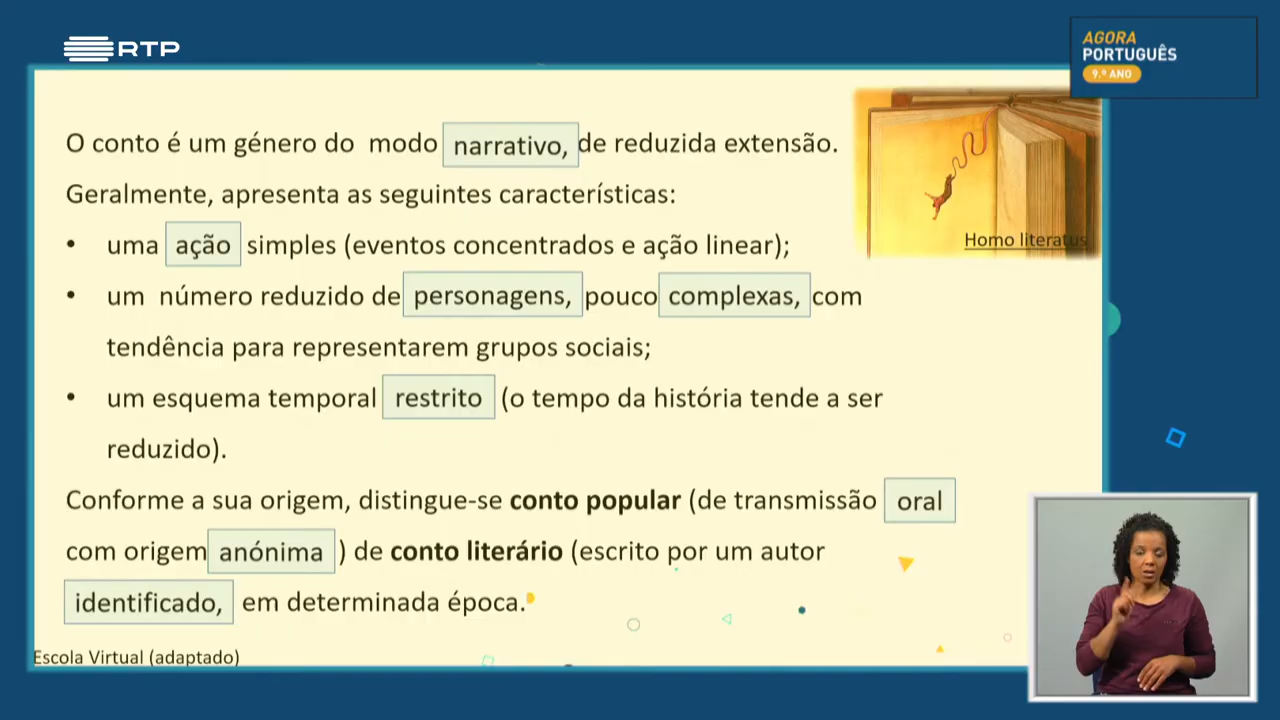 RTP
AGORA
PORTUGUÊS
9.º ANO
O conto é um género do modo narrativo, de reduzida extensão.
Geralmente, apresenta as seguintes características:
• uma ação simples (eventos concentrados e ação linear);
• um número reduzido de personagens, pouco complexas, com
tendência para representarem grupos sociais;
• um esquema temporal restrito (o tempo da história tende a ser
reduzido).
Conforme a sua origem, distingue-se conto popular (de transmissão oral
com origem anónima ) de conto literário (escrito por um autor
identificado, em determinada época.
Homo literatus
Escola Virtual (adaptado)